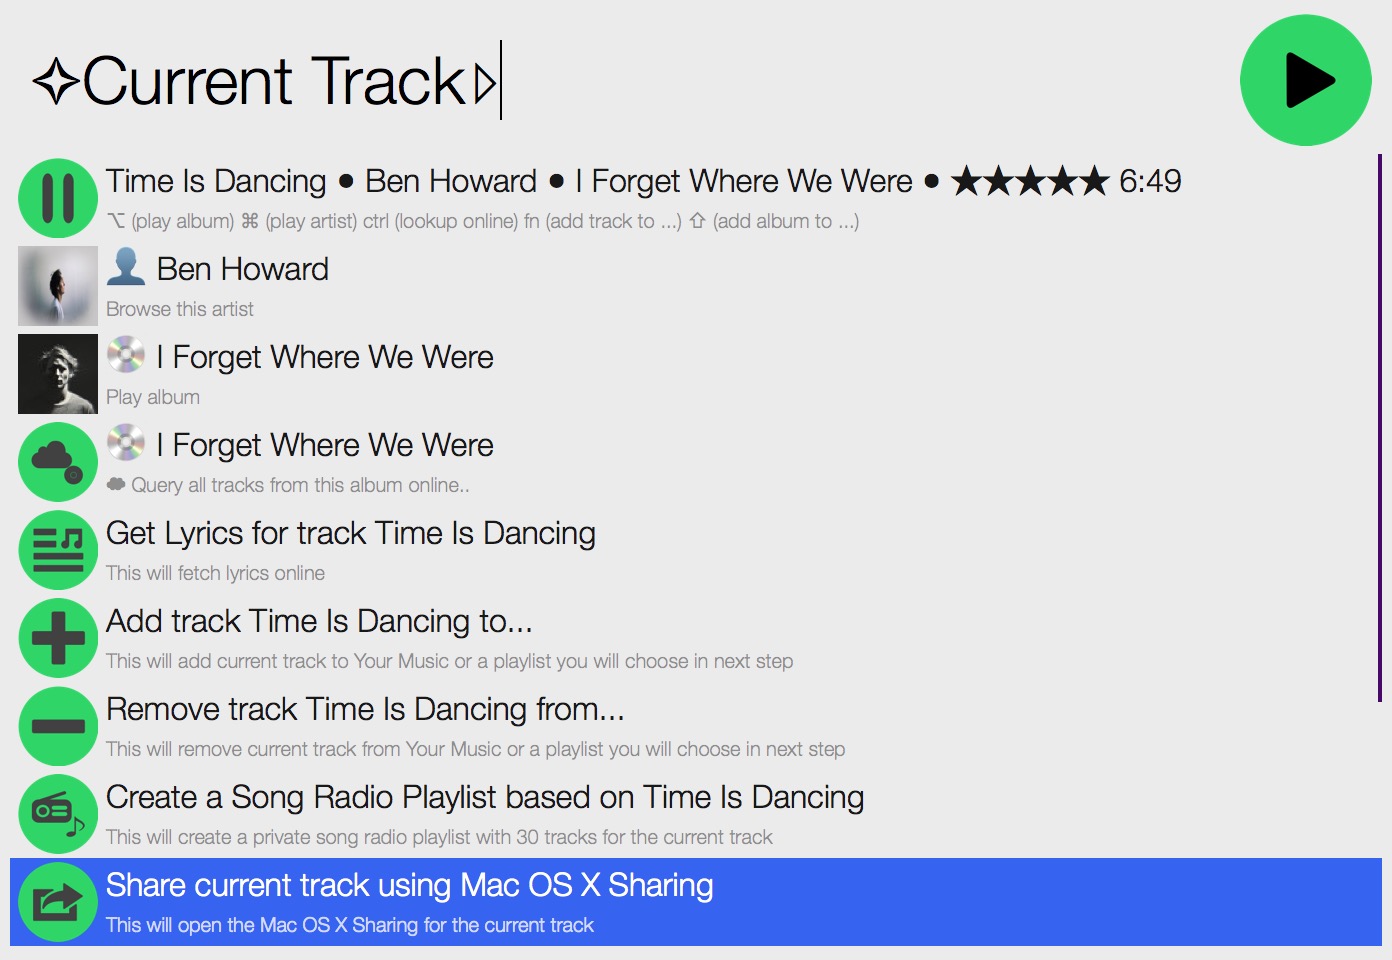 ✧Current Track▷
Time Is Dancing ● Ben Howard ● I Forget Where We Were ● ★★★★★ 6:49
⌥ (play album) ⌘ (play artist) ctrl (lookup online) fn (add track to ...) ⇧ (add album to ...)
👤 Ben Howard
Browse this artist
💿 I Forget Where We Were
Play album
💿 I Forget Where We Were
☁ Query all tracks from this album online..
Get Lyrics for track Time Is Dancing
This will fetch lyrics online
Add track Time Is Dancing to...
This will add current track to Your Music or a playlist you will choose in next step
Remove track Time Is Dancing from...
This will remove current track from Your Music or a playlist you will choose in next step
Create a Song Radio Playlist based on Time Is Dancing
This will create a private song radio playlist with 30 tracks for the current track
Share current track using Mac OS X Sharing
This will open the Mac OS X Sharing for the current track